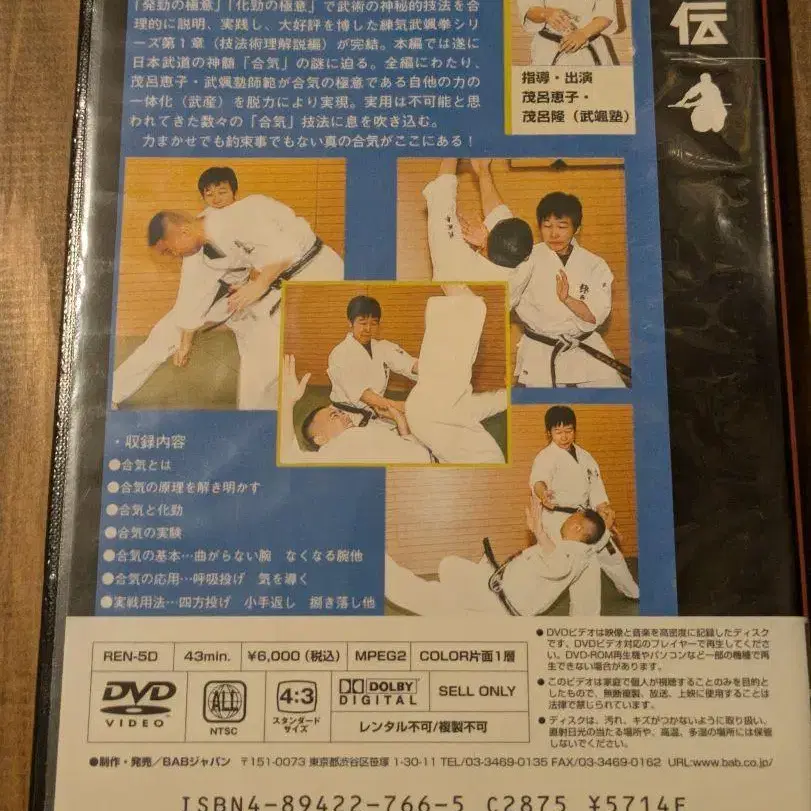 「発勁の極意」「化勁の極意」で武術の神秘的技法を合
理的に説明、実践し、大好評を博した練気武颯拳シリ
ーズ第1章（技法術理解説編）が完結。本編では遂に
日本武道の神髄「合気」の謎に迫る。全編にわたり、
茂呂恵子・武颯塾師範が合気の極意である自他の力の
一体化（武産）を脱力により実現。実用は不可能と思
われてきた数々の「合気」技法に息を吹き込む。
力まかせでも約束事でもない真の合気がここにある！
伝
指導・出演
茂呂恵子・
茂呂隆（武颯塾）
・収録内容
●合気とは
●合気の原理を解き明かす
●合気と化勁
●合気の実験
●合気の基本…曲がらない腕 なくなる腕他
●合気の応用…呼吸投げ 気を導く
●実戦用法…四方投げ 小手返し 捌き落し他
REN-5D 43min. ¥6,000（税込） MPEG2 COLOR片面1層
DVD VIDEO
ALL NTSC
4:3 スタンダードサイズ
DOLBY DIGITAL
SELL ONLY
レンタル不可/複製不可
●DVDビデオは映像と音楽を高密度に記録したディスク
です。DVDビデオ対応のプレイヤーで再生してくださ
い。DVD-ROM再生機やパソコンなど一部の機種で再
生できない場合があります。
●このビデオは家庭で個人が視聴することのみを目的と
したもので、無断複製、放送、上映に使用することは
法律で禁じられています。
●ディスクは、汚れ、キズがつかないように取り扱い、
直射日光の当たる場所や、高温、多湿の場所には保管
しないでください。
●制作・発売／BABジャパン 〒151-0073 東京都渋谷区笹塚 1-30-11 TEL/03-3469-0135 FAX/03-3469-0162 URL:www.bab.co.jp/
ISBN4-89422-766-5 C2875 ¥5714E